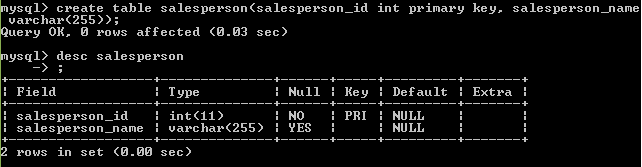 mysql> create table salesperson(salesperson_id int primary key, salesperson_name
 varchar(255));
Query OK, 0 rows affected (0.03 sec)

mysql> desc salesperson
    -> ;
+------------------+--------------+------+-----+---------+-------+
| Field            | Type         | Null | Key | Default | Extra |
+------------------+--------------+------+-----+---------+-------+
| salesperson_id   | int(11)      | NO   | PRI | NULL    |       |
| salesperson_name | varchar(255) | YES  |     | NULL    |       |
+------------------+--------------+------+-----+---------+-------+
2 rows in set (0.00 sec)